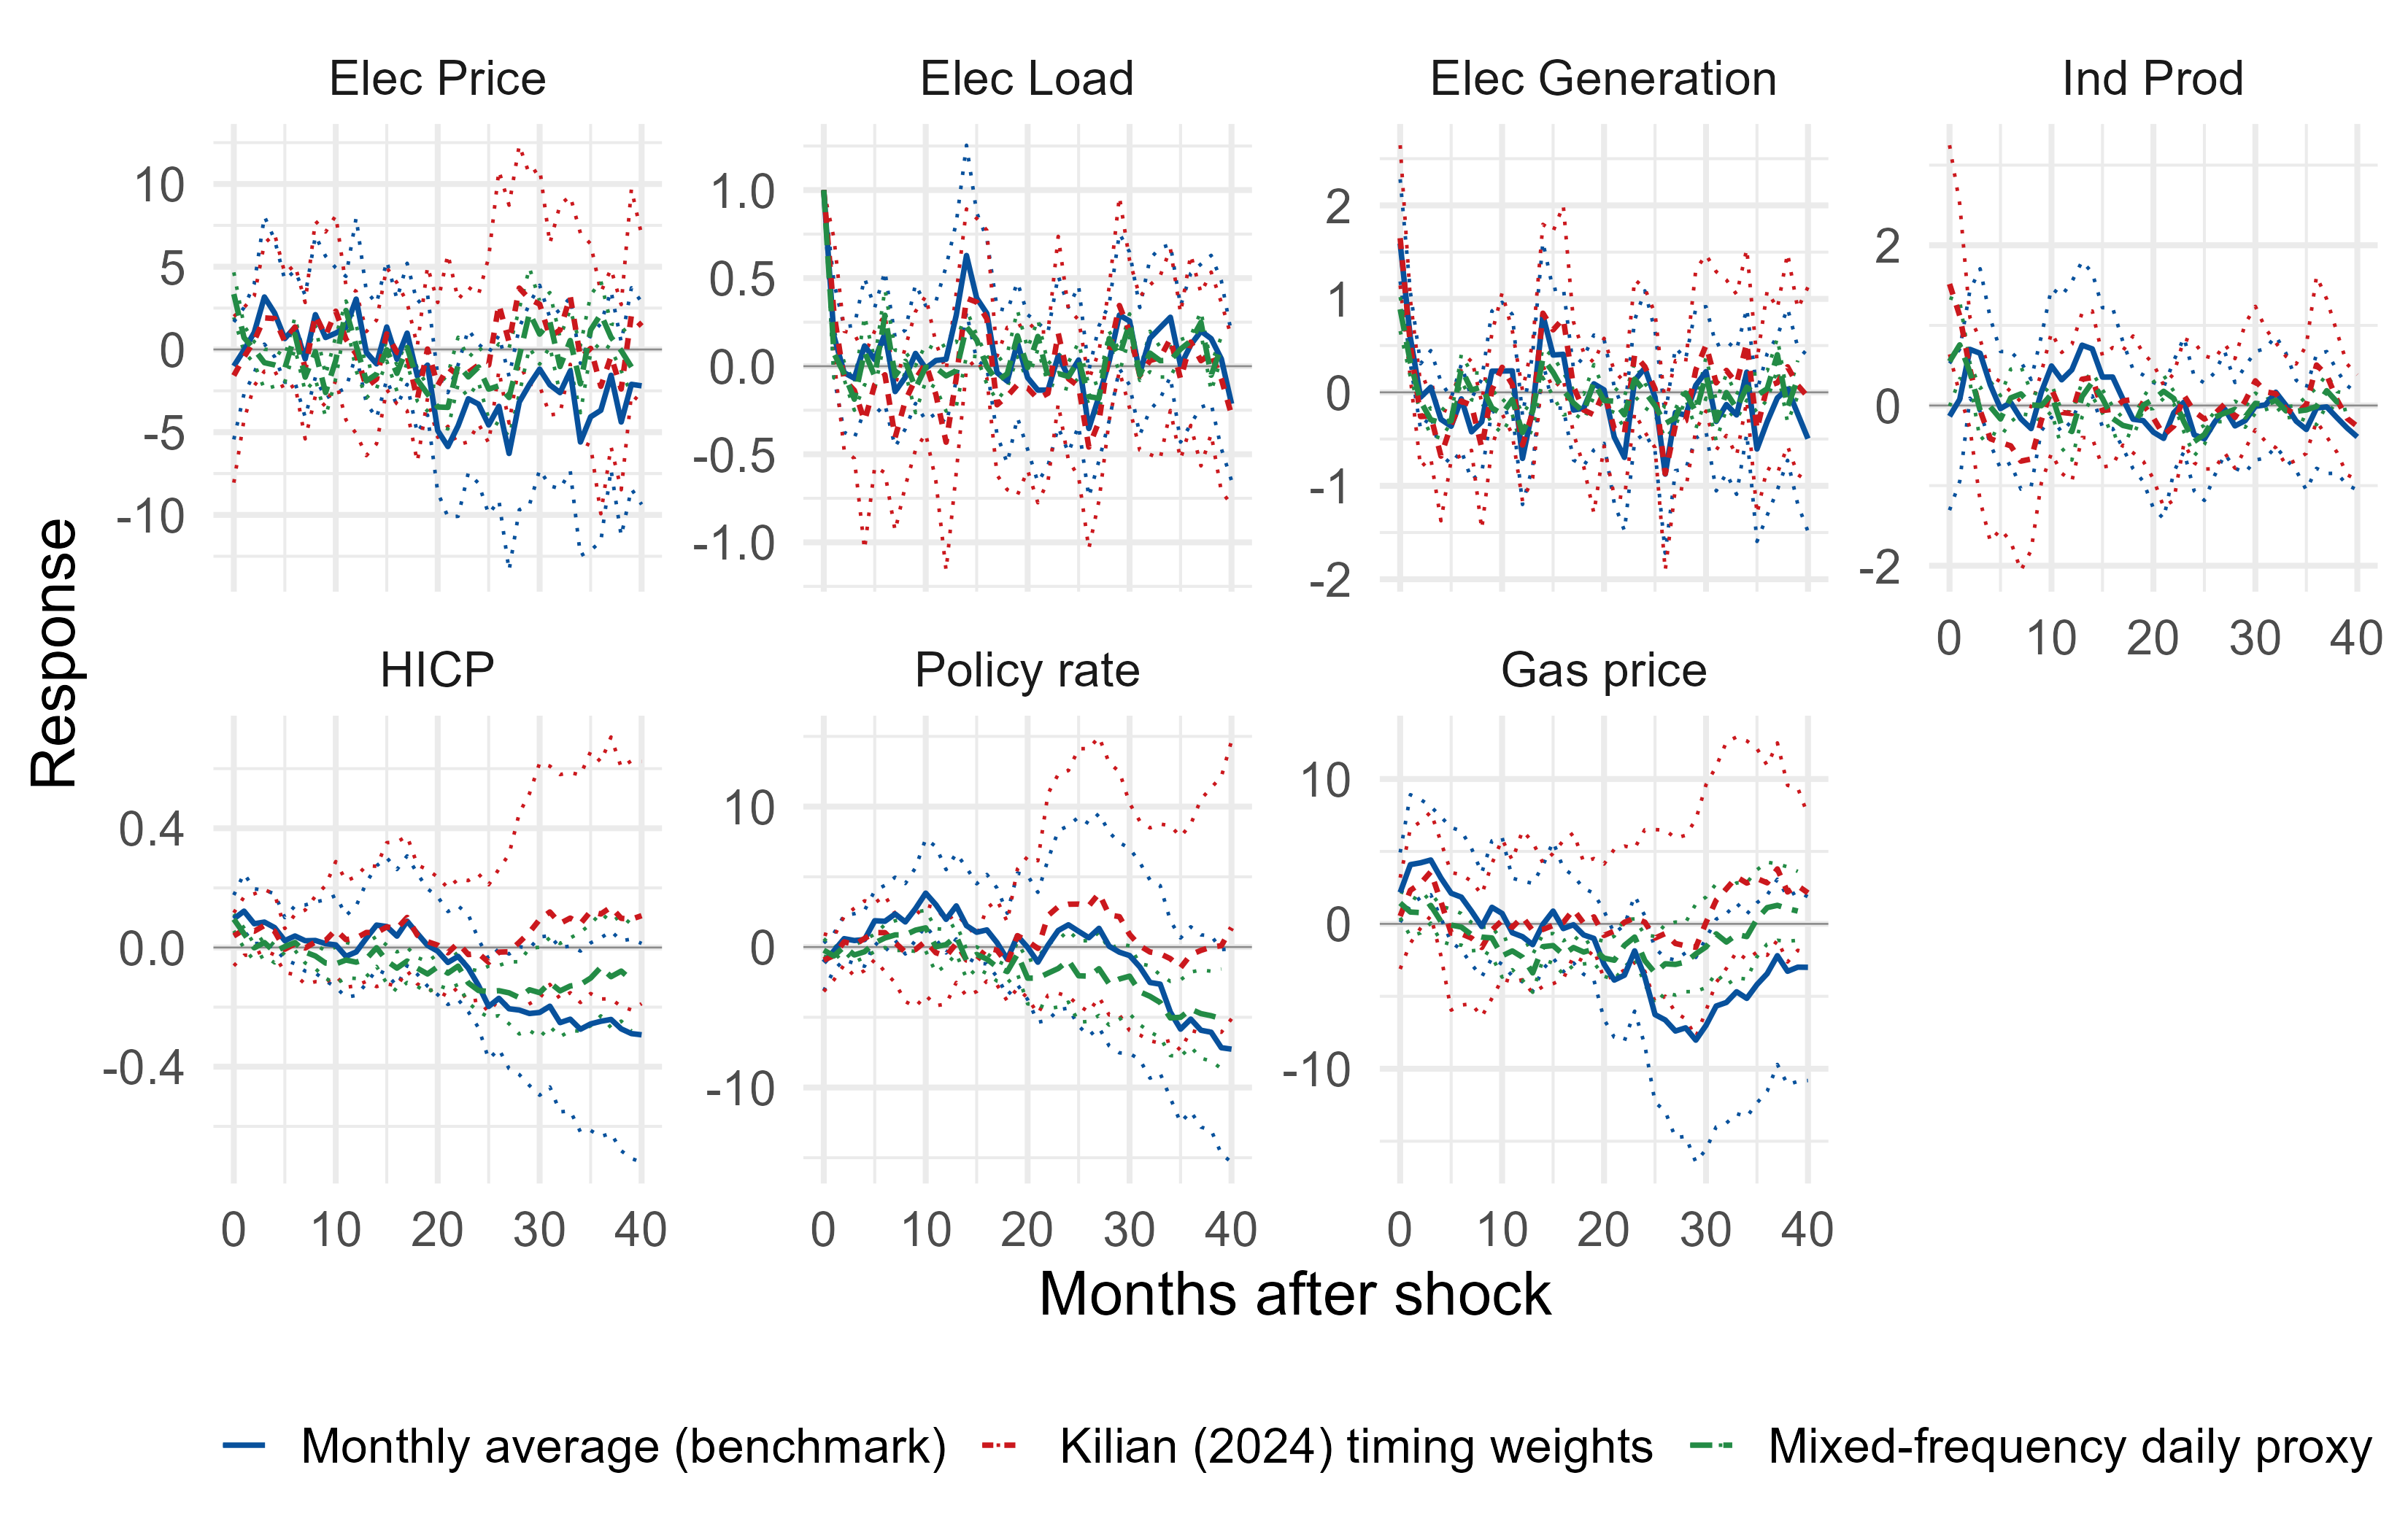 Elec Price Elec Load Elec Generation Ind Prod
10 5 0 -5 -10
1.0 0.5 0.0 -0.5 -1.0
2 1 0 -1 -2
2 0 -2
0 10 20 30 40
Response
HICP Policy rate Gas price
0.4 0.0 -0.4
10 0 -10
10 0 -10
0 10 20 30 40 0 10 20 30 40 0 10 20 30 40
Months after shock
Monthly average (benchmark) Kilian (2024) timing weights Mixed-frequency daily proxy